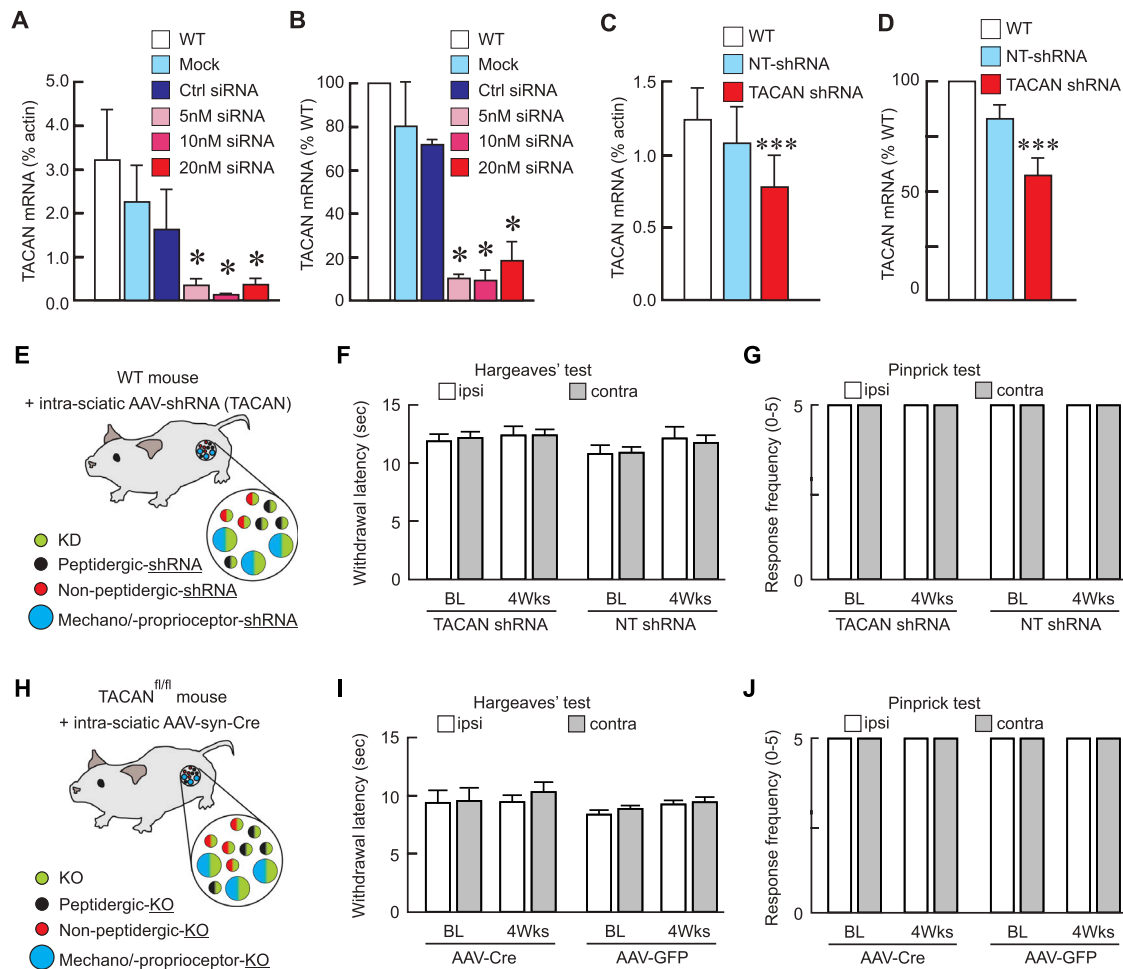 A
WT
Mock
Ctrl siRNA
5nM siRNA
10nM siRNA
20nM siRNA
TACAN mRNA (% actin)
5.0
4.0
3.0
2.0
1.0
0.0
* * *
B
WT
Mock
Ctrl siRNA
5nM siRNA
10nM siRNA
20nM siRNA
TACAN mRNA (% WT)
100
80
60
40
20
0
* * *
C
WT
NT-shRNA
TACAN shRNA
TACAN mRNA (% actin)
1.5
1.0
0.5
0.0
***
D
WT
NT-shRNA
TACAN shRNA
TACAN mRNA (% WT)
100
50
0
***
E
WT mouse
+ intra-sciatic AAV-shRNA (TACAN)
KD
Peptidergic-shRNA
Non-peptidergic-shRNA
Mechano/-proprioceptor-shRNA
F
Hargeaves' test
ipsi contra
Withdrawal latency (sec)
15
10
5
0
BL 4Wks BL 4Wks
TACAN shRNA NT shRNA
G
Pinprick test
ipsi contra
Response frequency (0-5)
5
0
BL 4Wks BL 4Wks
TACAN shRNA NT shRNA
H
TACAN fl/fl mouse
+ intra-sciatic AAV-syn-Cre
KO
Peptidergic-KO
Non-peptidergic-KO
Mechano/-proprioceptor-KO
I
Hargeaves' test
ipsi contra
Withdrawal latency (sec)
15
10
5
0
BL 4Wks BL 4Wks
AAV-Cre AAV-GFP
J
Pinprick test
ipsi contra
Response frequency (0-5)
5
0
BL 4Wks BL 4Wks
AAV-Cre AAV-GFP